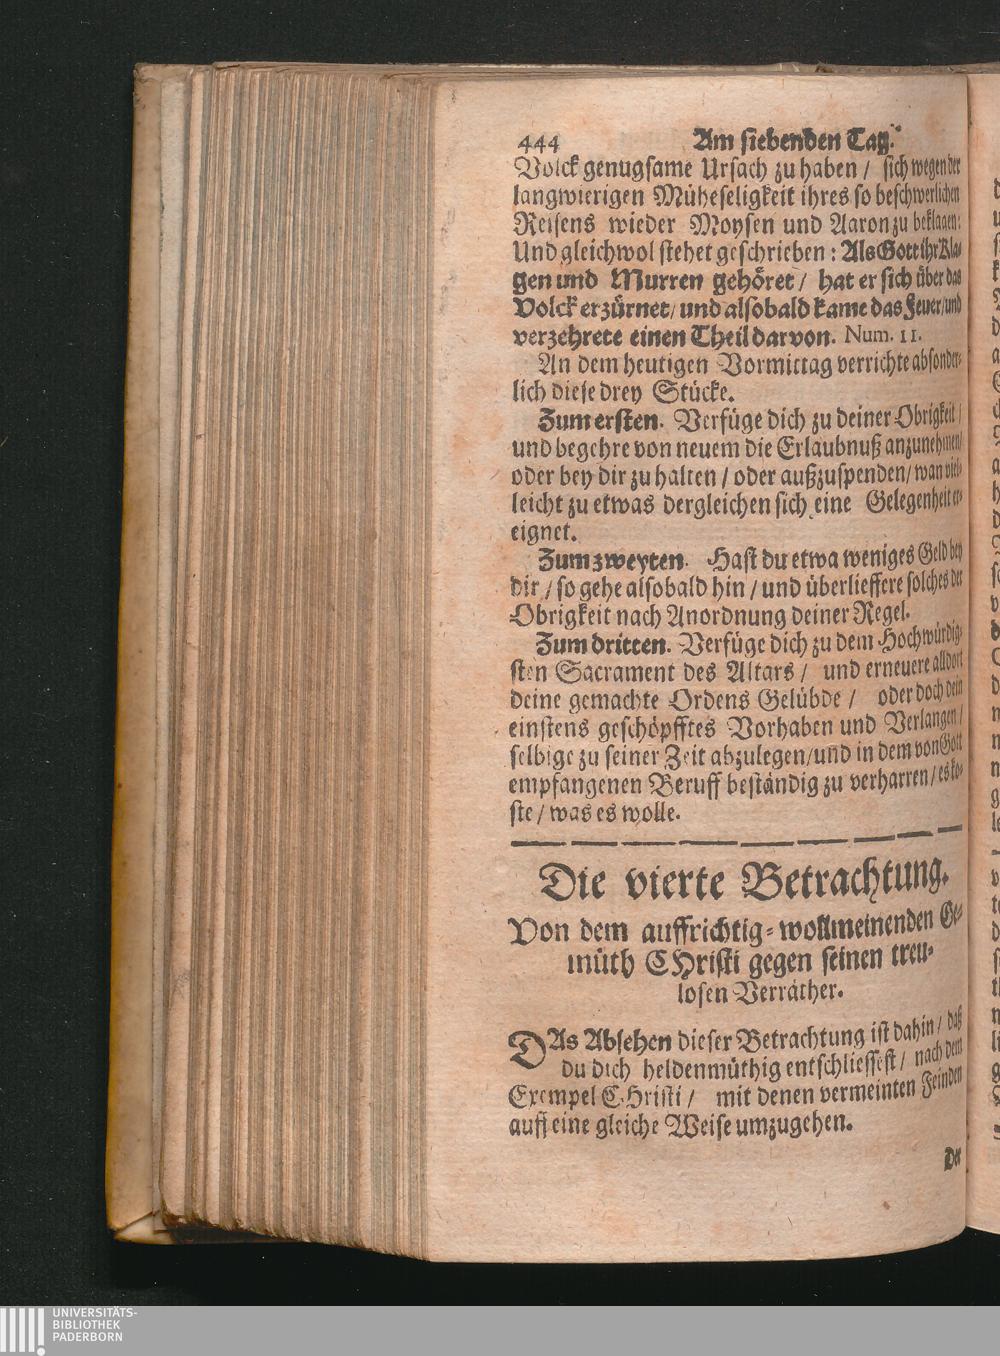 444 Am siebenden Tag.
Volck genugsame Ursach zu haben / sich wegen der
langwierigen Müheseligkeit ihres so beschwerlichen
Reisens wieder Moysen und Aaron zu beklagen:
Und gleichwol stehet geschrieben: Als Gott ihr Kla-
gen und Murren gehöret / hat er sich über das
Volck erzürnet / und alsobald kame das Feuer / und
verzehrete einen Theil darvon. Num. 11.
An dem heutigen Vormittag verrichte absonder-
lich diese drey Stücke.
Zum ersten. Verfüge dich zu deiner Obrigkeit /
und begehre von neuem die Erlaubnuß anzunehmen /
oder bey dir zu halten / oder außzuspenden / wan viel-
leicht zu etwas dergleichen sich eine Gelegenheit er-
eignet.
Zum zweyten. Hast du etwa weniges Geld bey
dir / so gehe alsobald hin / und überlieffere solches der
Obrigkeit nach Anordnung deiner Regel.
Zum dritten. Verfüge dich zu dem Hochwürdig-
sten Sacrament des Altars / und erneuere alldort
deine gemachte Ordens Gelübde / oder doch dein
einstens geschöpfftes Vorhaben und Verlangen /
selbige zu seiner Zeit abzulegen / und in dem von Gott
empfangenen Beruff beständig zu verharren / es ko-
ste / was es wolle.
Die vierte Betrachtung.
Von dem auffrichtig-wollmeinenden Ge-
müth CHristi gegen seinen treu-
losen Verräther.
DAs Absehen dieser Betrachtung ist dahin / daß
du dich heldenmüthig entschliessest / nach dem
Exempel CHristi / mit denen vermeinten Feinden
auff eine gleiche Weise umzugehen.
Der
UNIVERSITÄTS-
BIBLIOTHEK
PADERBORN